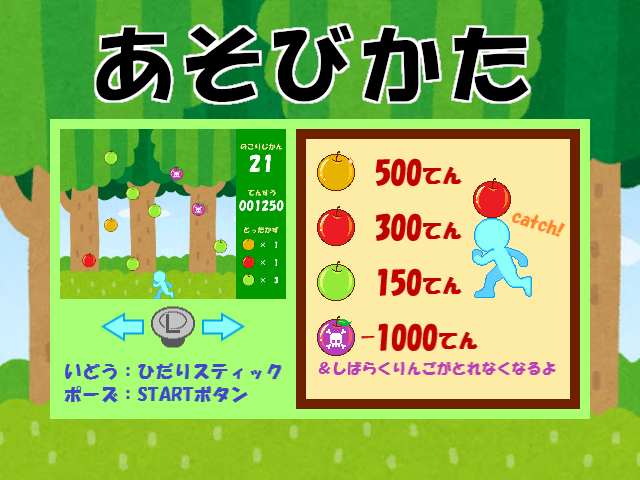 あそびかた
のこりじかん
21
てんすう
001250
とったかず
× 1
× 1
× 3
L
いどう：ひだりスティック
ポーズ：STARTボタン
500てん
300てん
catch!
150てん
-1000てん
&しばらくりんごがとれなくなるよ